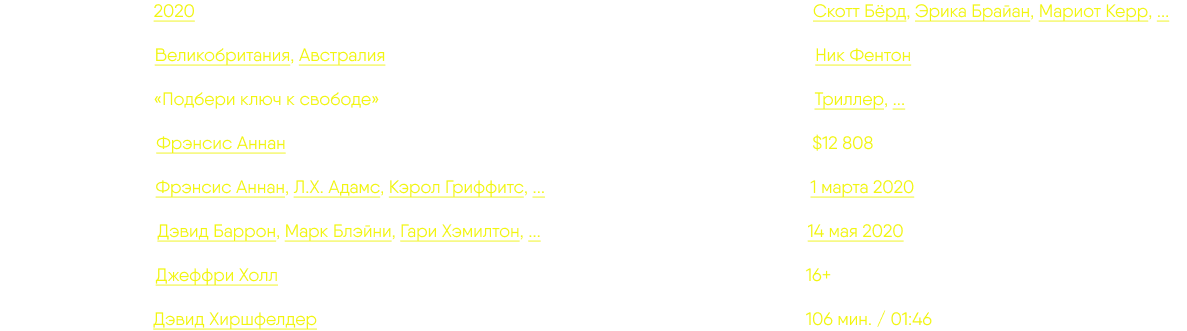 2020
Великобритания, Австралия
«Подбери ключ к свободе»
Фрэнсис Аннан
Фрэнсис Аннан, Л.Х. Адамс, Кэрол Гриффитс, ...
Дэвид Баррон, Марк Блэйни, Гари Хэмилтон, ...
Джеффри Холл
Дэвид Хиршфелдер
Скотт Бёрд, Эрика Брайан, Мариот Керр, ...
Ник Фентон
Триллер, ...
$12 808
1 марта 2020
14 мая 2020
16+
106 мин. / 01:46